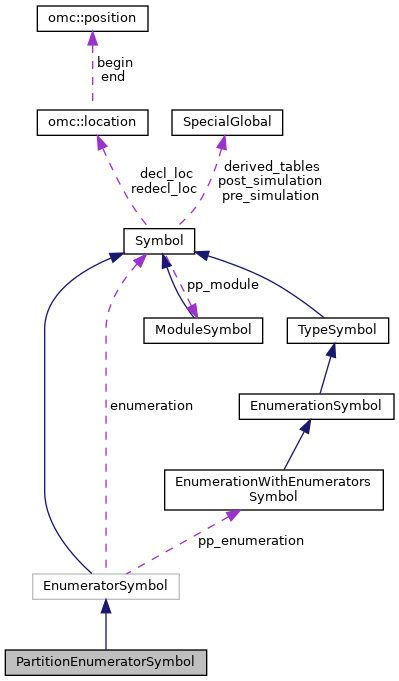 omc::position
begin
end
omc::location
SpecialGlobal
decl_loc
redecl_loc
derived_tables
post_simulation
pre_simulation
Symbol
pp_module
ModuleSymbol
TypeSymbol
enumeration
EnumerationSymbol
EnumerationWithEnumerators
Symbol
pp_enumeration
EnumeratorSymbol
PartitionEnumeratorSymbol